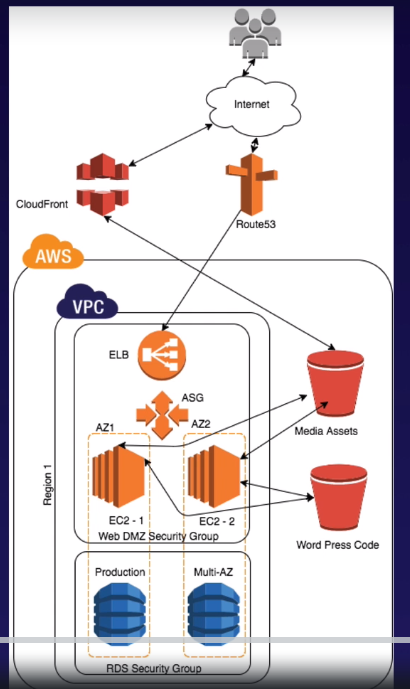 Internet
CloudFront
Route53
AWS
VPC
ELB
ASG
AZ1
AZ2
Media Assets
Region 1
EC2 - 1
EC2 - 2
Web DMZ Security Group
Word Press Code
Production
Multi-AZ
RDS Security Group